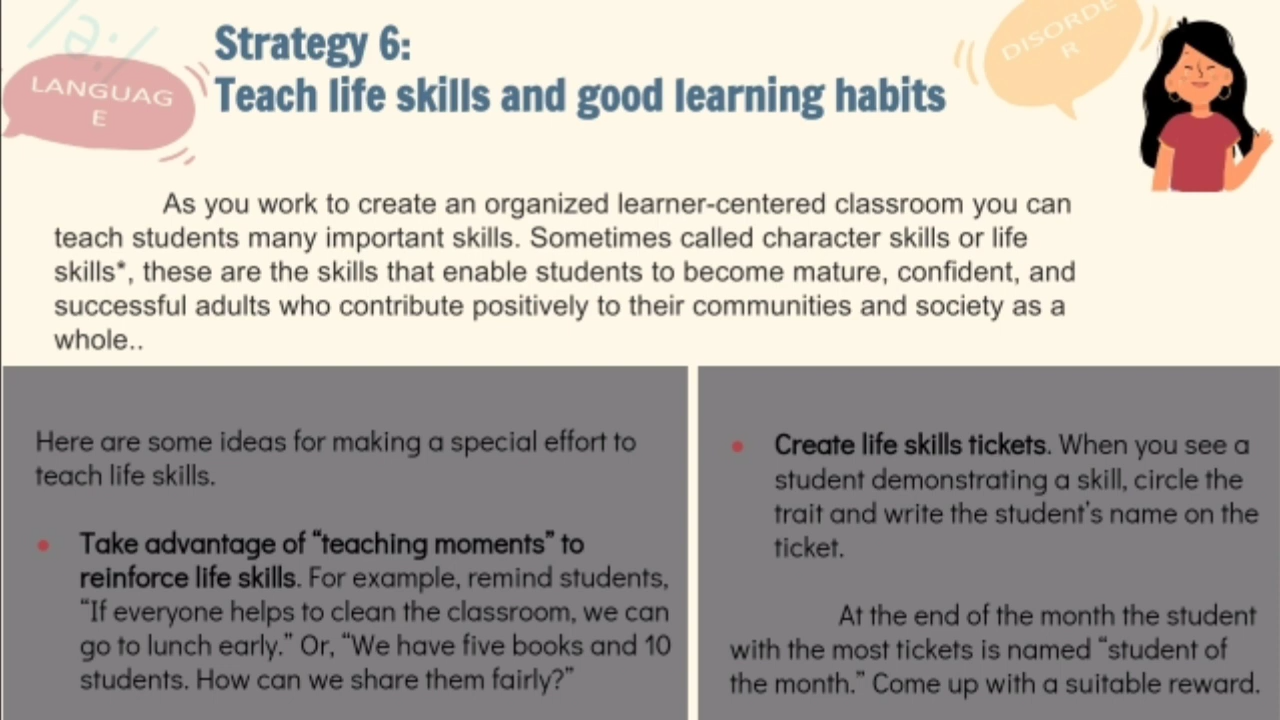 /a:/
LANGUAG
E
Strategy 6:
Teach life skills and good learning habits
DISORDE
R
As you work to create an organized learner-centered classroom you can
teach students many important skills. Sometimes called character skills or life
skills*, these are the skills that enable students to become mature, confident, and
successful adults who contribute positively to their communities and society as a
whole..
Here are some ideas for making a special effort to
teach life skills.
• Take advantage of “teaching moments” to
reinforce life skills. For example, remind students,
“If everyone helps to clean the classroom, we can
go to lunch early.” Or, “We have five books and 10
students. How can we share them fairly?”
• Create life skills tickets. When you see a
student demonstrating a skill, circle the
trait and write the student's name on the
ticket.
At the end of the month the student
with the most tickets is named “student of
the month.” Come up with a suitable reward.